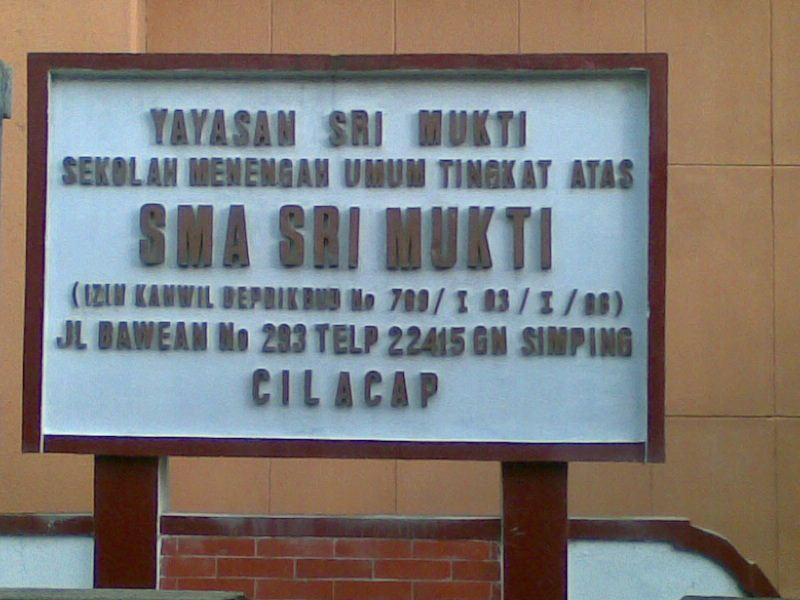 YAYASAN SRI MUKTI
SEKOLAH MENENGAH UMUM TINGKAT ATAS
SMA SRI MUKTI
(IZIN KANWIL DEPDIKBUD No / I 03 / I / 86)
JL BAWEAN No 293 TELP 22415 GN SIMPING
CILACAP